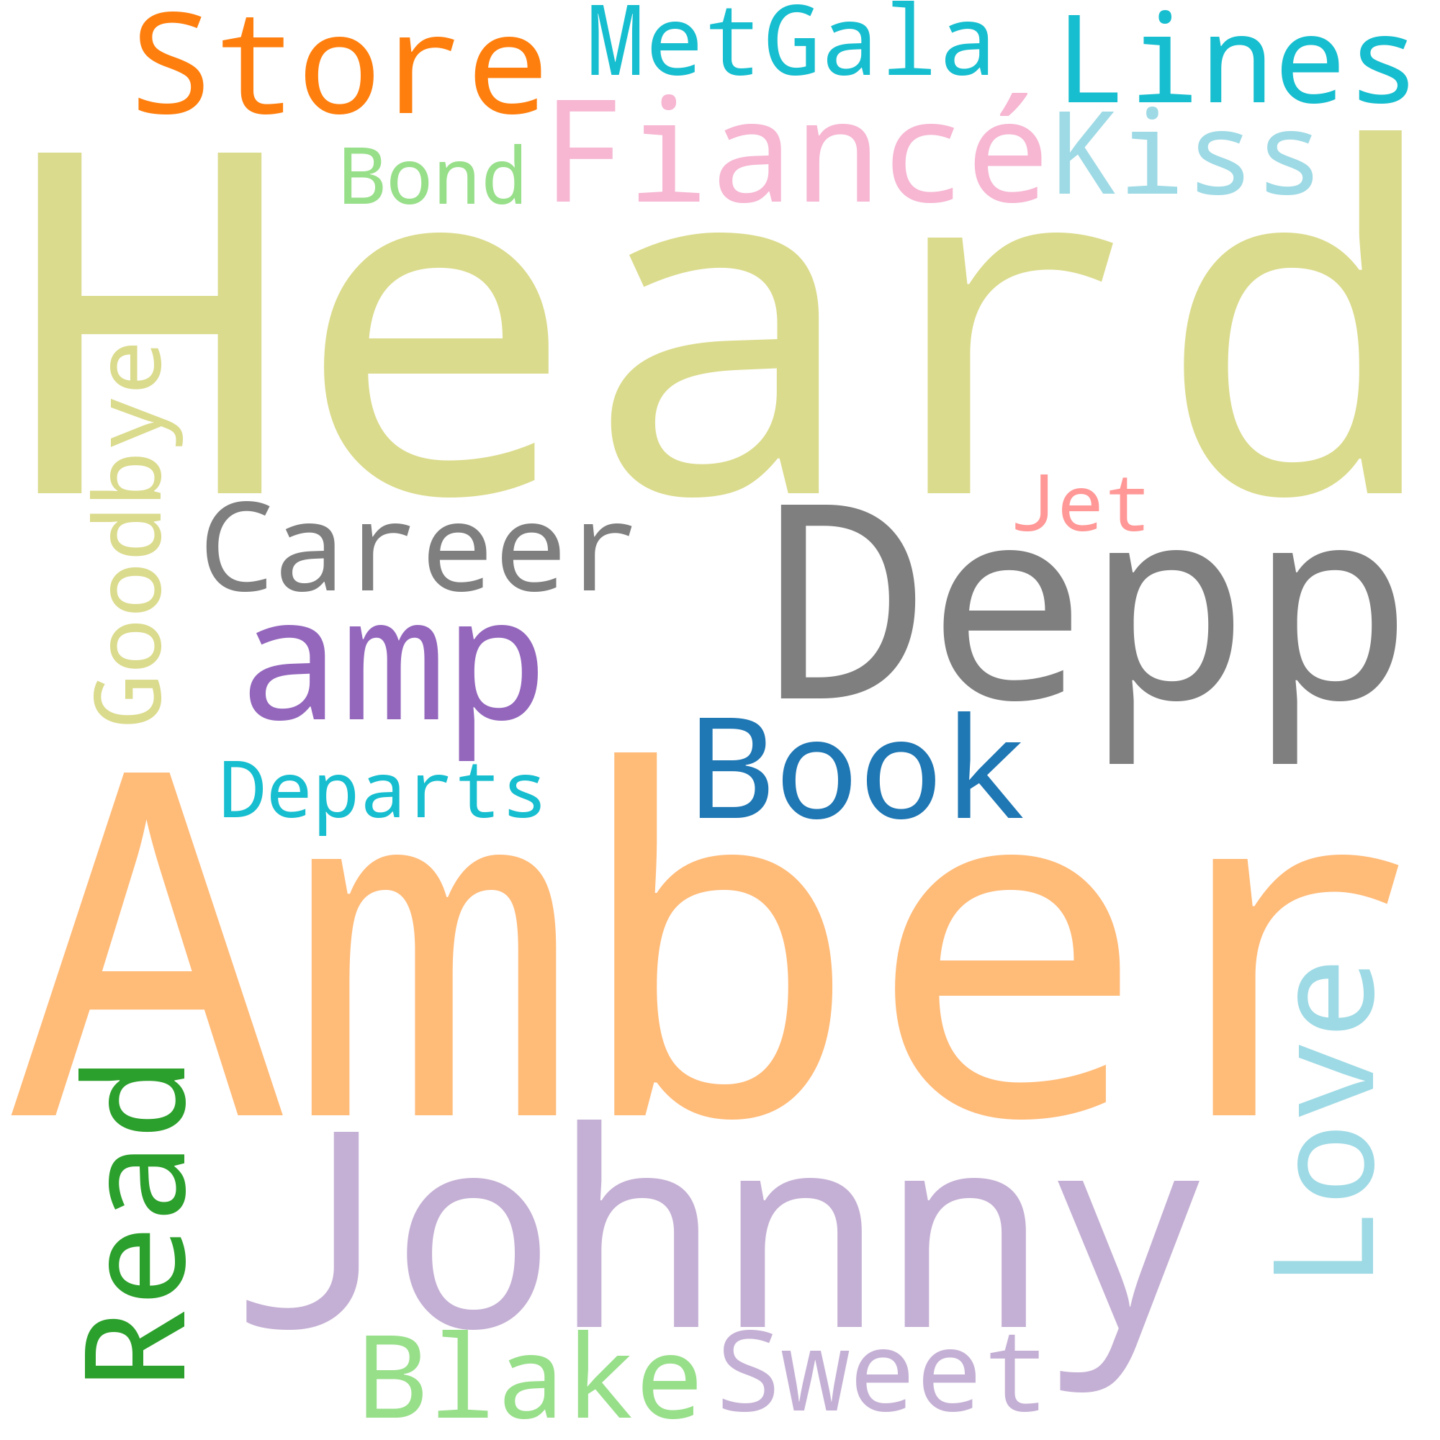 Store MetGala Lines
Bond Fiancé Kiss
Heard
Goodbye
Career Jet
Depp
amp
Departs Book
Amber
Read Love
Johnny
Blake Sweet